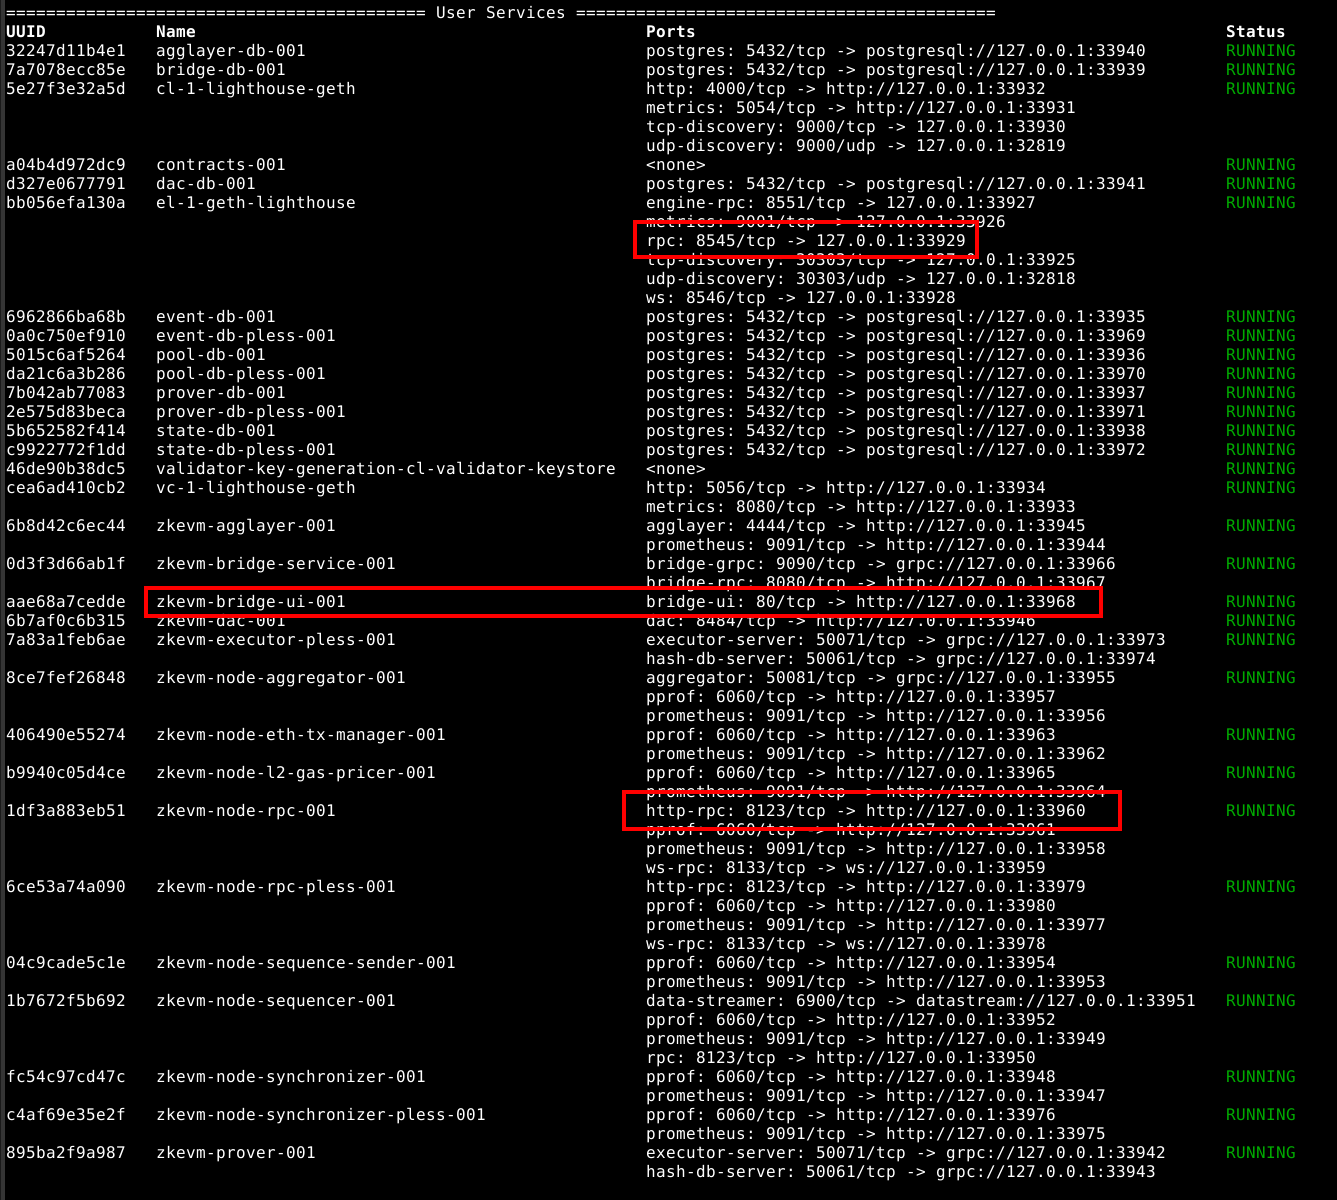 ========================================== User Services ==========================================
UUID Name Ports Status
32247d11b4e1 agglayer-db-001 postgres: 5432/tcp -> postgresql://127.0.0.1:33940 RUNNING
7a7078ecc85e bridge-db-001 postgres: 5432/tcp -> postgresql://127.0.0.1:33939 RUNNING
5e27f3e32a5d cl-1-lighthouse-geth http: 4000/tcp -> http://127.0.0.1:33932 RUNNING
metrics: 5054/tcp -> http://127.0.0.1:33931
tcp-discovery: 9000/tcp -> 127.0.0.1:33930
udp-discovery: 9000/udp -> 127.0.0.1:32819
a04b4d972dc9 contracts-001 <none> RUNNING
d327e0677791 dac-db-001 postgres: 5432/tcp -> postgresql://127.0.0.1:33941 RUNNING
bb056efa130a el-1-geth-lighthouse engine-rpc: 8551/tcp -> 127.0.0.1:33927 RUNNING
metrics: 9001/tcp -> 127.0.0.1:33926
rpc: 8545/tcp -> 127.0.0.1:33929
tcp-discovery: 30303/tcp -> 127.0.0.1:33925
udp-discovery: 30303/udp -> 127.0.0.1:32818
ws: 8546/tcp -> 127.0.0.1:33928
6962866ba68b event-db-001 postgres: 5432/tcp -> postgresql://127.0.0.1:33935 RUNNING
0a0c750ef910 event-db-pless-001 postgres: 5432/tcp -> postgresql://127.0.0.1:33969 RUNNING
5015c6af5264 pool-db-001 postgres: 5432/tcp -> postgresql://127.0.0.1:33936 RUNNING
da21c6a3b286 pool-db-pless-001 postgres: 5432/tcp -> postgresql://127.0.0.1:33970 RUNNING
7b042ab77083 prover-db-001 postgres: 5432/tcp -> postgresql://127.0.0.1:33937 RUNNING
2e575d83beca prover-db-pless-001 postgres: 5432/tcp -> postgresql://127.0.0.1:33971 RUNNING
5b652582f414 state-db-001 postgres: 5432/tcp -> postgresql://127.0.0.1:33938 RUNNING
c9922772f1dd state-db-pless-001 postgres: 5432/tcp -> postgresql://127.0.0.1:33972 RUNNING
46de90b38dc5 validator-key-generation-cl-validator-keystore <none> RUNNING
cea6ad410cb2 vc-1-lighthouse-geth http: 5056/tcp -> http://127.0.0.1:33934 RUNNING
metrics: 8080/tcp -> http://127.0.0.1:33933
6b8d42c6ec44 zkevm-agglayer-001 agglayer: 4444/tcp -> http://127.0.0.1:33945 RUNNING
prometheus: 9091/tcp -> http://127.0.0.1:33944
0d3f3d66ab1f zkevm-bridge-service-001 bridge-grpc: 9090/tcp -> grpc://127.0.0.1:33966 RUNNING
bridge-rpc: 8080/tcp -> http://127.0.0.1:33967
aae68a7cedde zkevm-bridge-ui-001 bridge-ui: 80/tcp -> http://127.0.0.1:33968 RUNNING
6b7af0c6b315 zkevm-dac-001 dac: 8484/tcp -> http://127.0.0.1:33946 RUNNING
7a83a1feb6ae zkevm-executor-pless-001 executor-server: 50071/tcp -> grpc://127.0.0.1:33973 RUNNING
hash-db-server: 50061/tcp -> grpc://127.0.0.1:33974
8ce7fef26848 zkevm-node-aggregator-001 aggregator: 50081/tcp -> grpc://127.0.0.1:33955 RUNNING
pprof: 6060/tcp -> http://127.0.0.1:33957
prometheus: 9091/tcp -> http://127.0.0.1:33956
406490e55274 zkevm-node-eth-tx-manager-001 pprof: 6060/tcp -> http://127.0.0.1:33963 RUNNING
prometheus: 9091/tcp -> http://127.0.0.1:33962
b9940c05d4ce zkevm-node-l2-gas-pricer-001 pprof: 6060/tcp -> http://127.0.0.1:33965 RUNNING
prometheus: 9091/tcp -> http://127.0.0.1:33964
1df3a883eb51 zkevm-node-rpc-001 http-rpc: 8123/tcp -> http://127.0.0.1:33960 RUNNING
pprof: 6060/tcp -> http://127.0.0.1:33961
prometheus: 9091/tcp -> http://127.0.0.1:33958
ws-rpc: 8133/tcp -> ws://127.0.0.1:33959
6ce53a74a090 zkevm-node-rpc-pless-001 http-rpc: 8123/tcp -> http://127.0.0.1:33979 RUNNING
pprof: 6060/tcp -> http://127.0.0.1:33980
prometheus: 9091/tcp -> http://127.0.0.1:33977
ws-rpc: 8133/tcp -> ws://127.0.0.1:33978
04c9cade5c1e zkevm-node-sequence-sender-001 pprof: 6060/tcp -> http://127.0.0.1:33954 RUNNING
prometheus: 9091/tcp -> http://127.0.0.1:33953
1b7672f5b692 zkevm-node-sequencer-001 data-streamer: 6900/tcp -> datastream://127.0.0.1:33951 RUNNING
pprof: 6060/tcp -> http://127.0.0.1:33952
prometheus: 9091/tcp -> http://127.0.0.1:33949
rpc: 8123/tcp -> http://127.0.0.1:33950
fc54c97cd47c zkevm-node-synchronizer-001 pprof: 6060/tcp -> http://127.0.0.1:33948 RUNNING
prometheus: 9091/tcp -> http://127.0.0.1:33947
c4af69e35e2f zkevm-node-synchronizer-pless-001 pprof: 6060/tcp -> http://127.0.0.1:33976 RUNNING
prometheus: 9091/tcp -> http://127.0.0.1:33975
895ba2f9a987 zkevm-prover-001 executor-server: 50071/tcp -> grpc://127.0.0.1:33942 RUNNING
hash-db-server: 50061/tcp -> grpc://127.0.0.1:33943